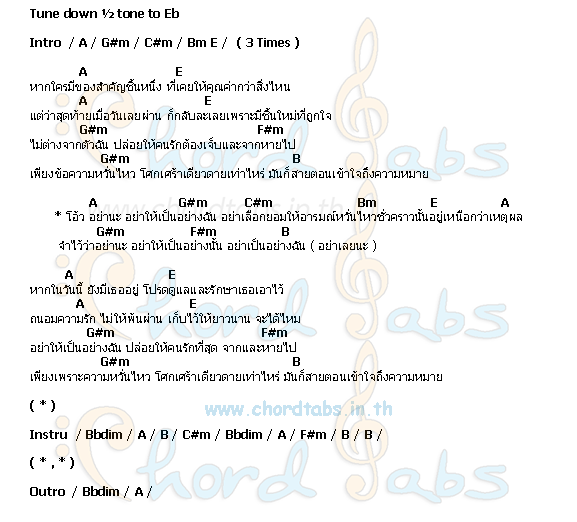 Tune down ½ tone to Eb
Intro / A / G#m / C#m / Bm E / ( 3 Times )
A E
หากใครมีของสำคัญชิ้นหนึ่ง ที่เคยให้คุณค่ากว่าสิ่งไหน
A E
แต่ว่าสุดท้ายเมื่อวันเลยผ่าน ก็กลับละเลยเพราะมีชิ้นใหม่ที่ถูกใจ
G#m F#m
ไม่ต่างจากตัวฉัน ปล่อยให้คนรักต้องเจ็บและจากหายไป
G#m B
เพียงข้อความหวั่นไหว โศกเศร้าเดียวดายเท่าไหร่ มันก็สายตอนเข้าใจถึงความหมาย
A G#m C#m Bm E A
* โอ้ว อย่านะ อย่าให้เป็นอย่างฉัน อย่าเลือกยอมให้อารมณ์หวั่นไหวชั่วคราวนั้นอยู่เหนือกว่าเหตุผล
G#m F#m B
จำไว้ว่าอย่านะ อย่าให้เป็นอย่างนั้น อย่าเป็นอย่างฉัน ( อย่าเลยนะ )
A E
หากในวันนี้ ยังมีเธออยู่ โปรดดูแลและรักษาเธอเอาไว้
A E
ถนอมความรัก ไม่ให้พ้นผ่าน เก็บไว้ให้ยาวนาน จะได้ไหม
G#m F#m
อย่าให้เป็นอย่างฉัน ปล่อยให้คนรักที่สุด จากและหายไป
G#m B
เพียงเพราะความหวั่นไหว โศกเศร้าเดียวดายเท่าไหร่ มันก็สายตอนเข้าใจถึงความหมาย
( * )
www.chordtabs.in.th
Instru / Bbdim / A / B / C#m / Bbdim / A / F#m / B / B /
( * , * )
Outro / Bbdim / A /